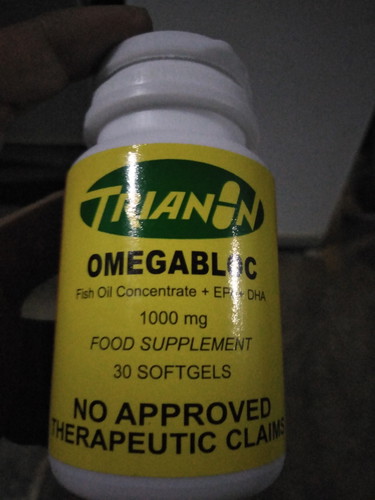 TRIANON
OMEGABLOC
Fish Oil Concentrate + EPA + DHA
1000 mg
FOOD SUPPLEMENT
30 SOFTGELS
NO APPROVED
THERAPEUTIC CLAIMS